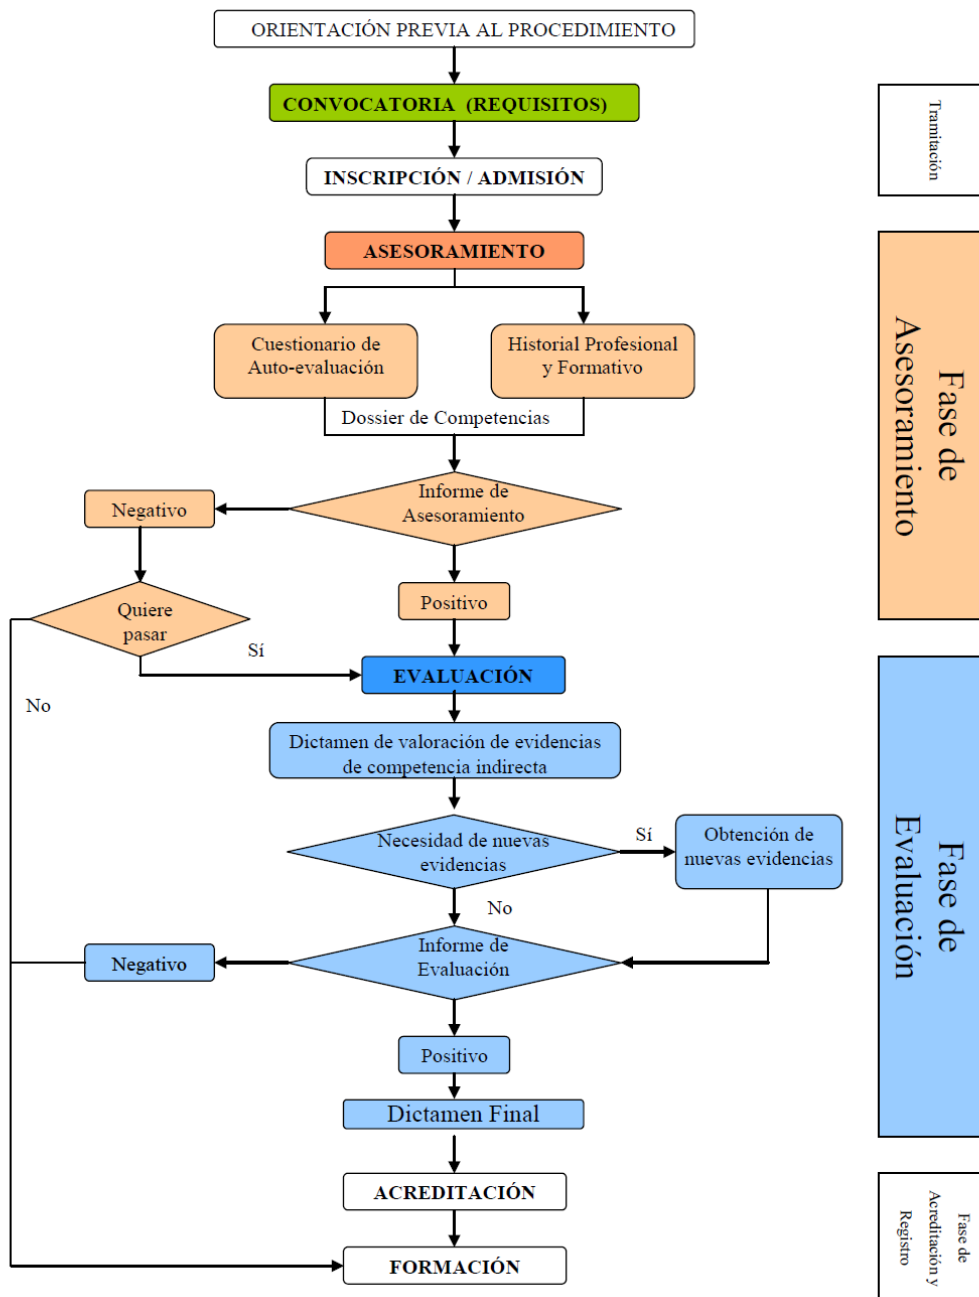 ORIENTACIÓN PREVIA AL PROCEDIMIENTO
CONVOCATORIA (REQUISITOS)
Tramitación
INSCRIPCIÓN / ADMISIÓN
ASESORAMIENTO
Cuestionario de
Auto-evaluación
Historial Profesional
y Formativo
Dossier de Competencias
Fase de
Asesoramiento
Informe de
Asesoramiento
Negativo
Positivo
Quiere
pasar
Sí
No
EVALUACIÓN
Dictamen de valoración de evidencias
de competencia indirecta
Necesidad de nuevas
evidencias
Sí
Obtención de
nuevas evidencias
No
Fase de
Evaluación
Informe de
Evaluación
Negativo
Positivo
Dictamen Final
ACREDITACIÓN
FORMACIÓN
Fase de
Acreditación y
Registro